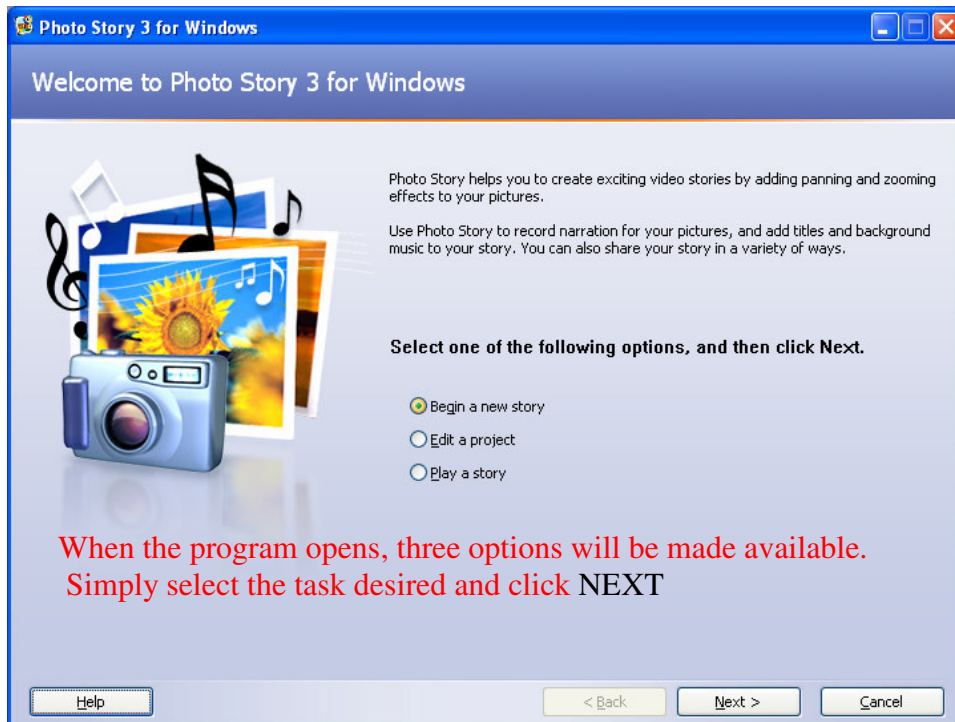 Photo Story 3 for Windows
Welcome to Photo Story 3 for Windows
Photo Story helps you to create exciting video stories by adding panning and zooming
effects to your pictures.
Use Photo Story to record narration for your pictures, and add titles and background
music to your story. You can also share your story in a variety of ways.
Select one of the following options, and then click Next.
Begin a new story
Edit a project
Play a story
When the program opens, three options will be made available.
Simply select the task desired and click NEXT
Help
< Back
Next >
Cancel